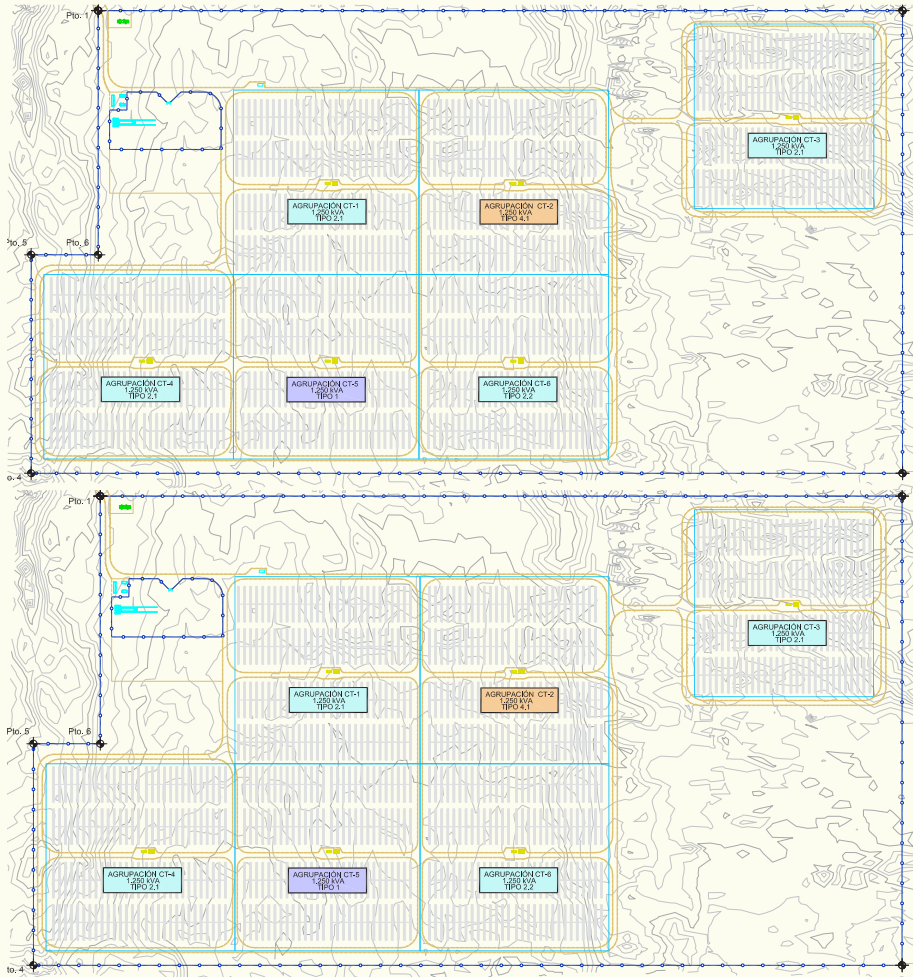 Pto. 1
AGRUPACIÓN CT-3
1.250 kVA
TIPO 2.1
AGRUPACIÓN CT-1
1.250 kVA
TIPO 2.1
AGRUPACIÓN CT-2
1.250 kVA
TIPO 4.1
Pto. 5
Pto. 6
AGRUPACIÓN CT-4
1.250 kVA
TIPO 2.1
AGRUPACIÓN CT-5
1.250 kVA
TIPO 1
AGRUPACIÓN CT-6
1.250 kVA
TIPO 2.2
o. 4
Pto. 1
AGRUPACIÓN CT-3
1.250 kVA
TIPO 2.1
AGRUPACIÓN CT-1
1.250 kVA
TIPO 2.1
AGRUPACIÓN CT-2
1.250 kVA
TIPO 4.1
Pto. 5
Pto. 6
AGRUPACIÓN CT-4
1.250 kVA
TIPO 2.1
AGRUPACIÓN CT-5
1.250 kVA
TIPO 1
AGRUPACIÓN CT-6
1.250 kVA
TIPO 2.2
to. 4